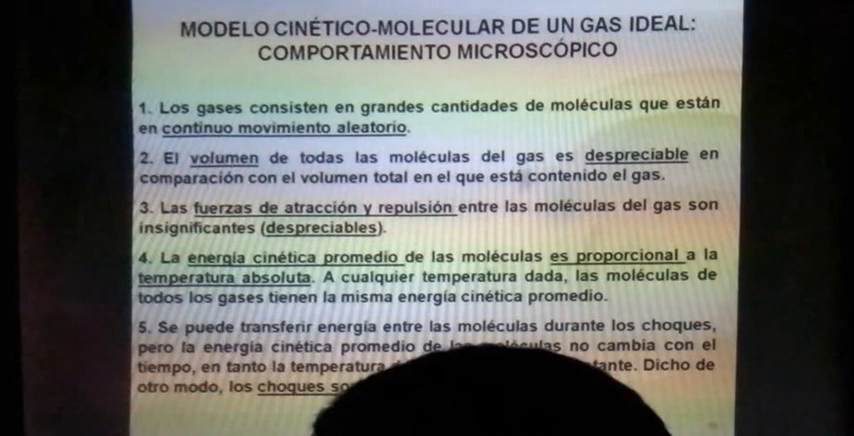 MODELO CINÉTICO-MOLECULAR DE UN GAS IDEAL:
COMPORTAMIENTO MICROSCÓPICO
1. Los gases consisten en grandes cantidades de moléculas que están
en continuo movimiento aleatorio.
2. El volumen de todas las moléculas del gas es despreciable en
comparación con el volumen total en el que está contenido el gas.
3. Las fuerzas de atracción y repulsión entre las moléculas del gas son
insignificantes (despreciables).
4. La energía cinética promedio de las moléculas es proporcional a la
temperatura absoluta. A cualquier temperatura dada, las moléculas de
todos los gases tienen la misma energía cinética promedio.
5. Se puede transferir energía entre las moléculas durante los choques,
pero la energía cinética promedio de no cambia con el
tiempo, en tanto la temperatura Dicho de
otro modo, los choques